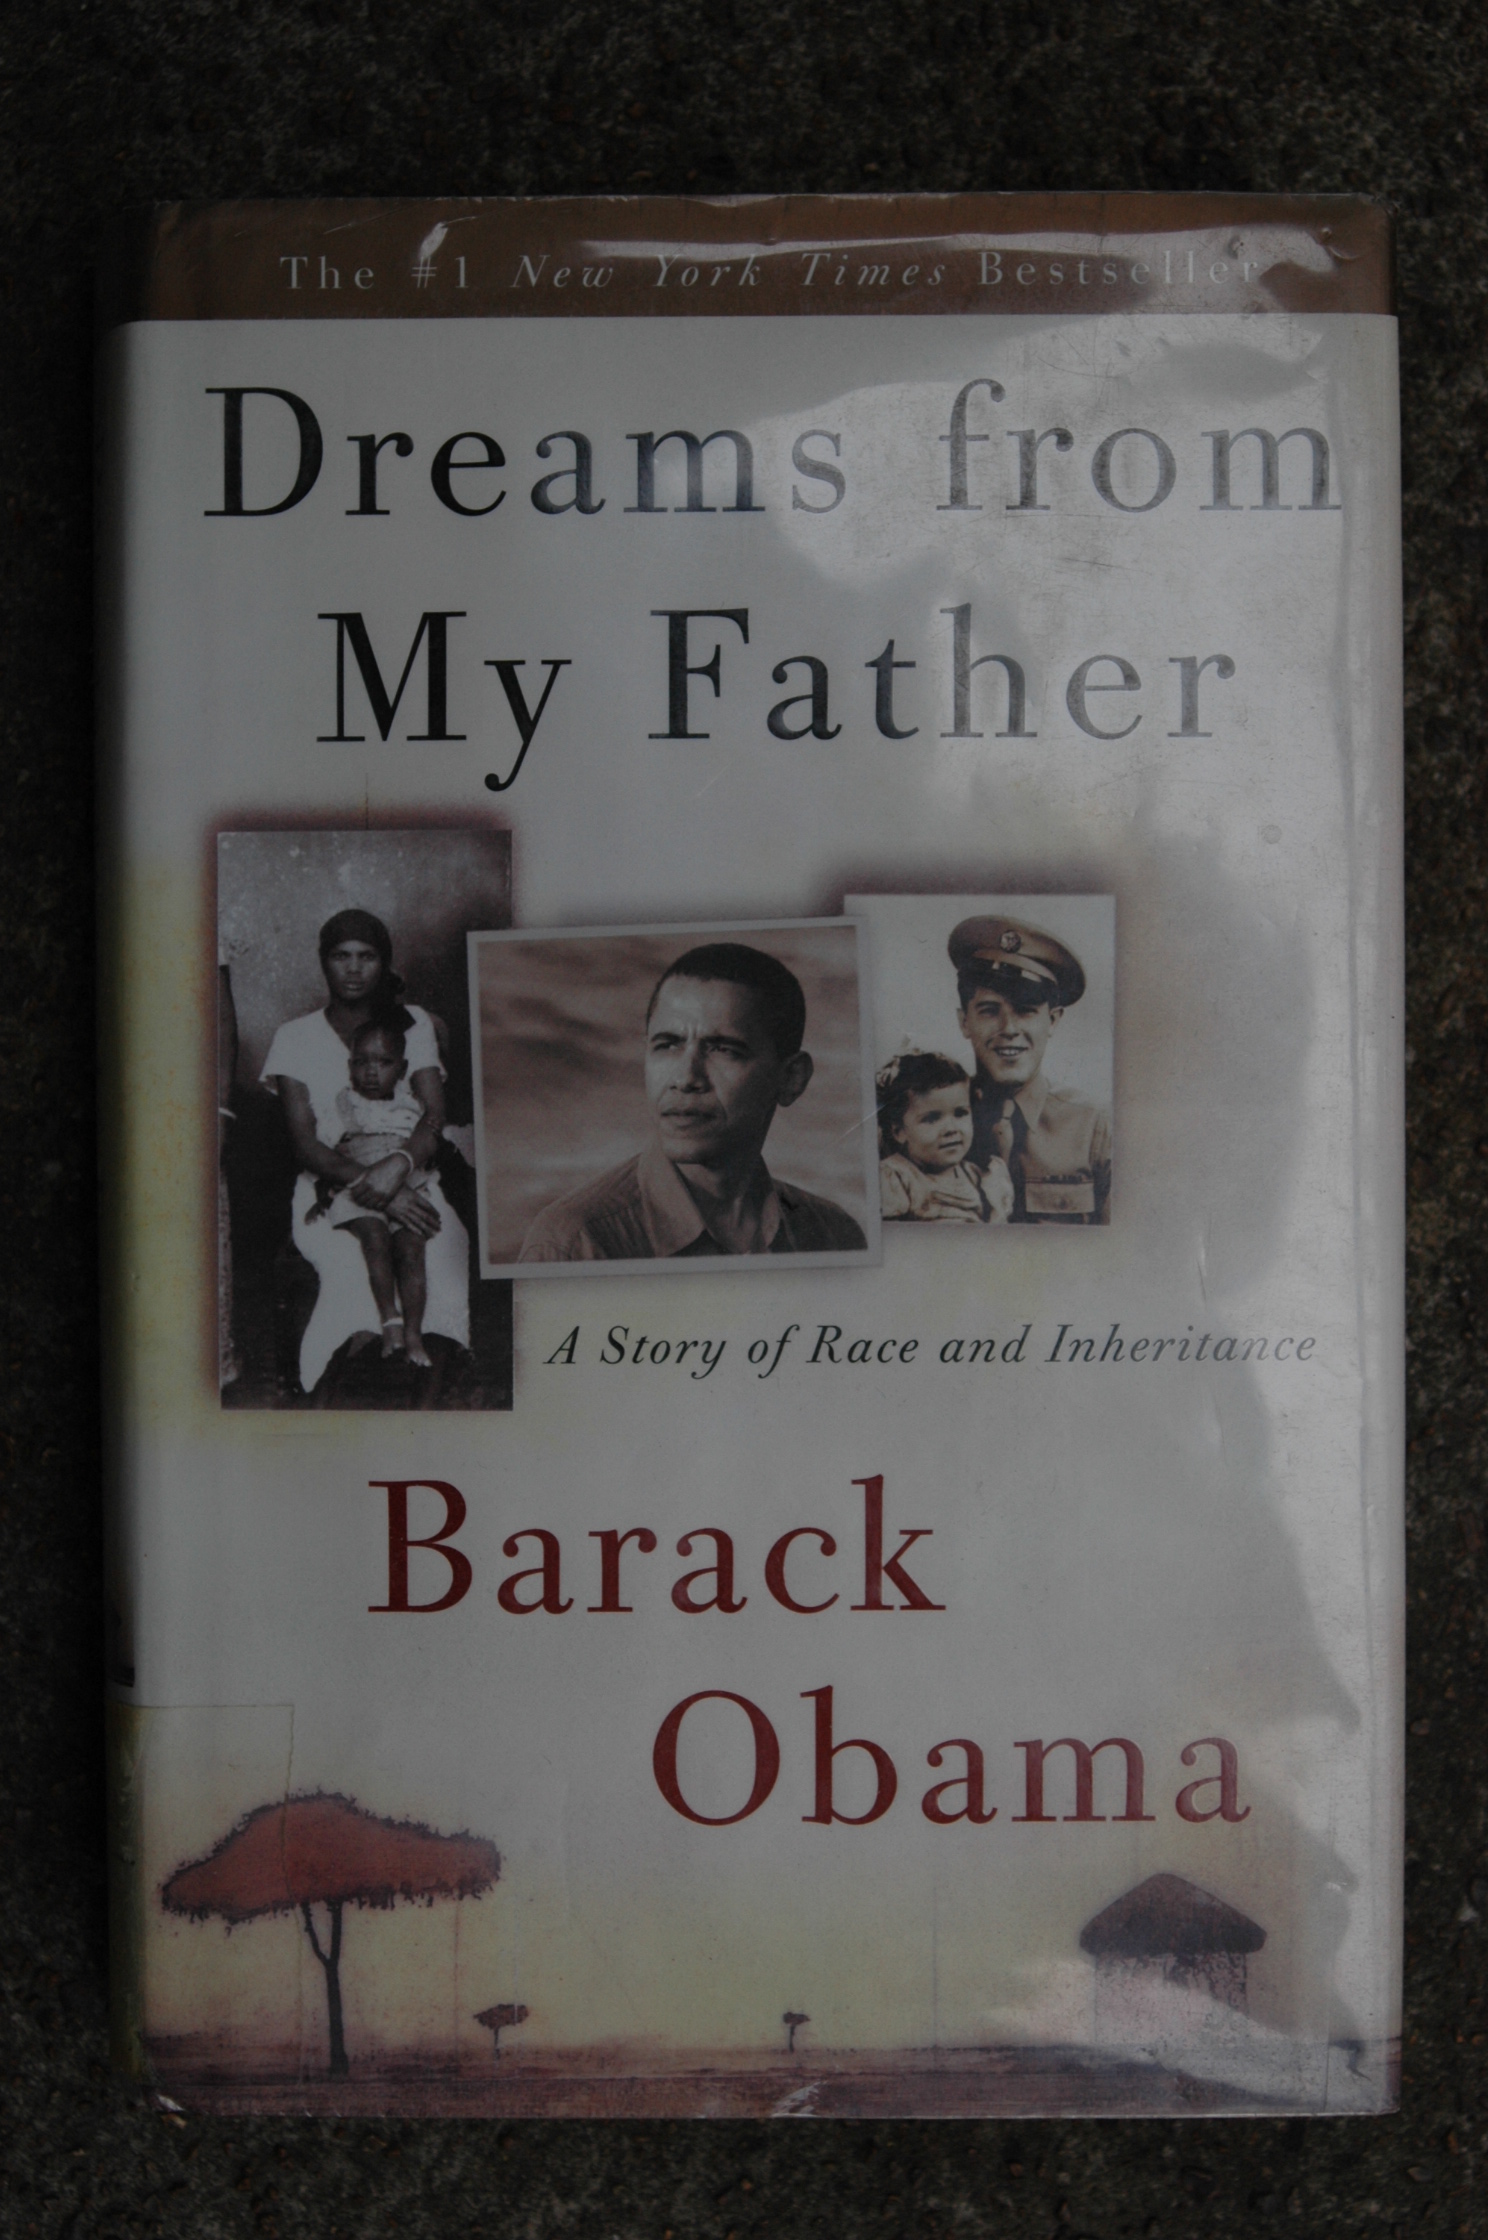 The #1 New York Times Bestseller
Dreams from
My Father
A Story of Race and Inheritance
Barack
Obama